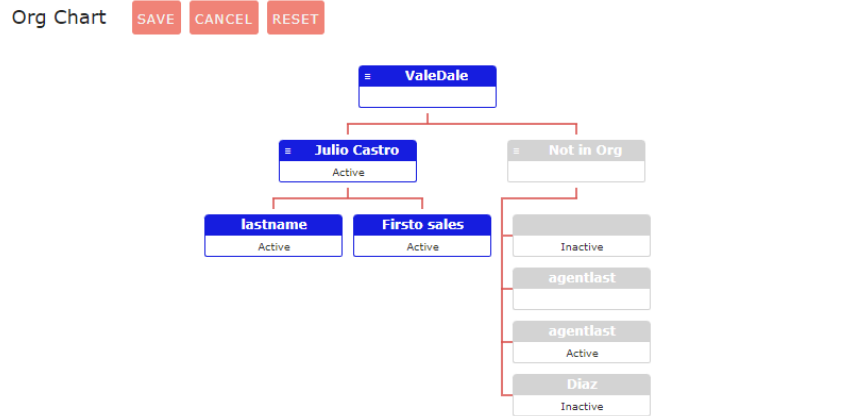 Org Chart SAVE CANCEL RESET
≡ ValeDale
≡ Julio Castro
Active
≡ Not in Org
lastname
Active
Firsto sales
Active
Inactive
agentlast
agentlast
Active
Diaz
Inactive